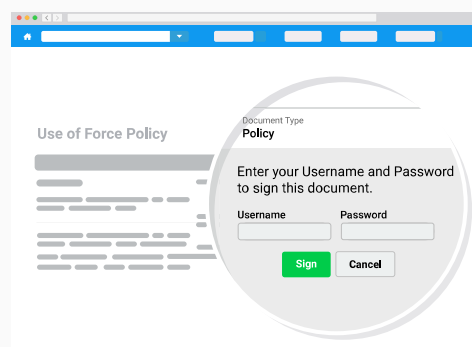 Document Type
Policy
Use of Force Policy
Enter your Username and Password
to sign this document.
Username Password
Sign Cancel